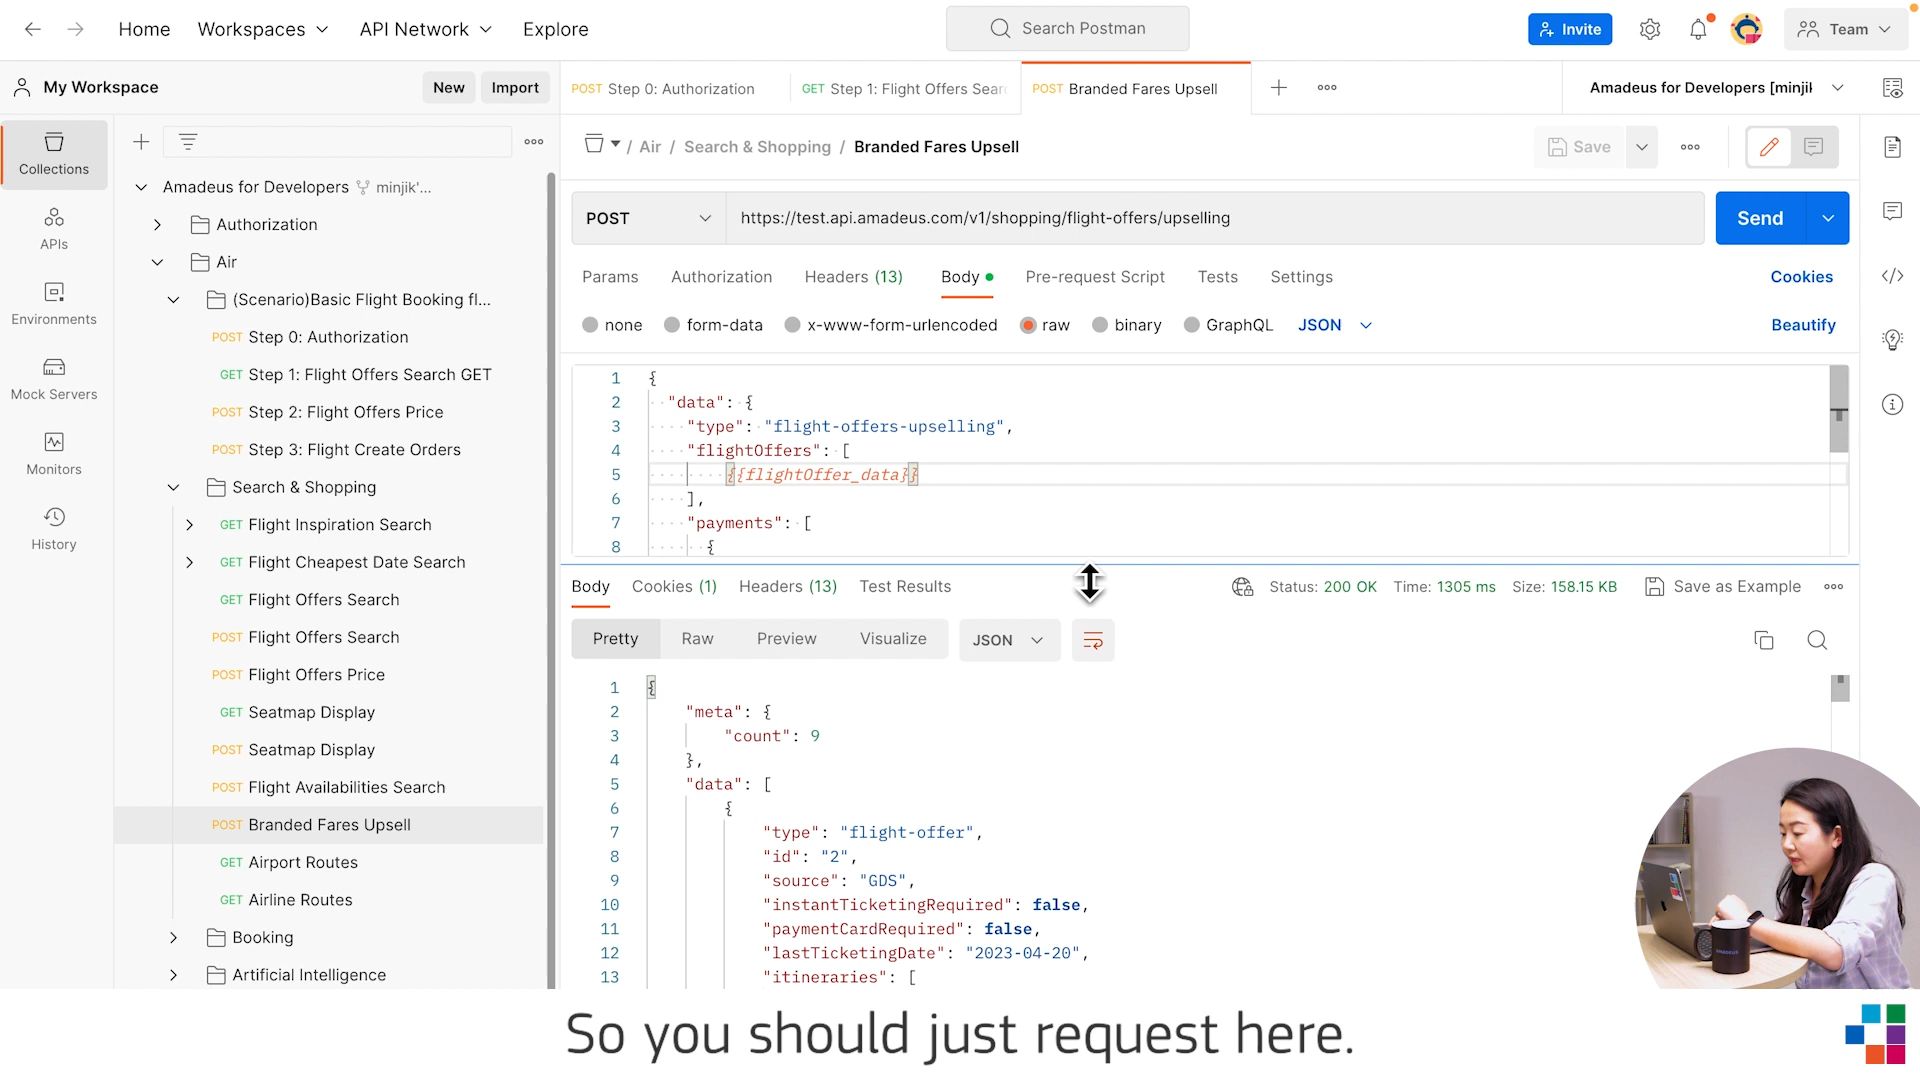 Home Workspaces API Network Explore Search Postman Invite Team
My Workspace New Import POST Step 0: Authorization GET Step 1: Flight Offers Sear POST Branded Fares Upsell Amadeus for Developers [minjik
Collections
APIs
Environments
Mock Servers
Monitors
History
Amadeus for Developers minjik'...
Authorization
Air
(Scenario)Basic Flight Booking fl...
POST Step 0: Authorization
GET Step 1: Flight Offers Search GET
POST Step 2: Flight Offers Price
POST Step 3: Flight Create Orders
Search & Shopping
GET Flight Inspiration Search
GET Flight Cheapest Date Search
GET Flight Offers Search
POST Flight Offers Search
POST Flight Offers Price
GET Seatmap Display
POST Seatmap Display
POST Flight Availabilities Search
POST Branded Fares Upsell
GET Airport Routes
GET Airline Routes
Booking
Artificial Intelligence
/ Air / Search & Shopping / Branded Fares Upsell Save
POST https://test.api.amadeus.com/v1/shopping/flight-offers/upselling Send
Params Authorization Headers (13) Body Pre-request Script Tests Settings Cookies
none form-data x-www-form-urlencoded raw binary GraphQL JSON Beautify
1 {
2 "data": {
3 "type": "flight-offers-upselling",
4 "flightOffers": [
5 {{flightOffer_data}}
6 ],
7 "payments": [
8 {
Body Cookies (1) Headers (13) Test Results Status: 200 OK Time: 1305 ms Size: 158.15 KB Save as Example
Pretty Raw Preview Visualize JSON
1 {
2 "meta": {
3 "count": 9
4 },
5 "data": [
6 {
7 "type": "flight-offer",
8 "id": "2",
9 "source": "GDS",
10 "instantTicketingRequired": false,
11 "paymentCardRequired": false,
12 "lastTicketingDate": "2023-04-20",
13 "itineraries": [
So you should just request here.